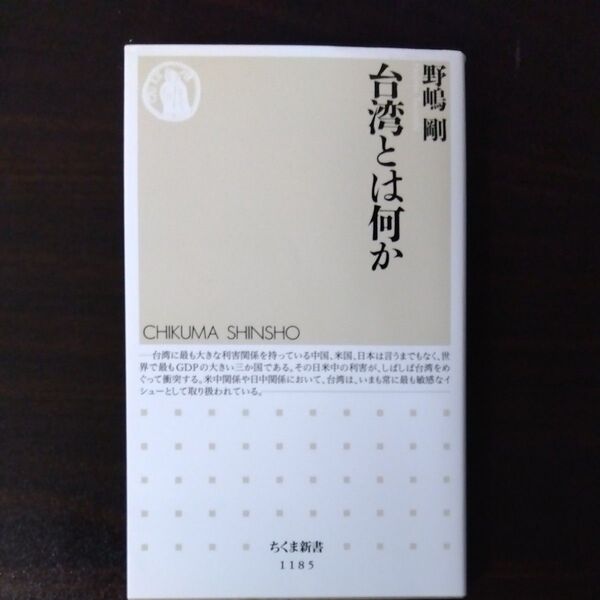 野嶋 剛
台湾とは何か
CHIKUMA SHINSHO
――台湾に最も大きな利害関係を持っている中国、米国、日本は言うまでもなく、世
界で最もGDPの大きい三か国である。その日米中の利害が、しばしば台湾をめ
ぐって衝突する。米中関係や日中関係において、台湾は、いまも常に最も敏感なイ
シューとして取り扱われている。
ちくま新書
1185